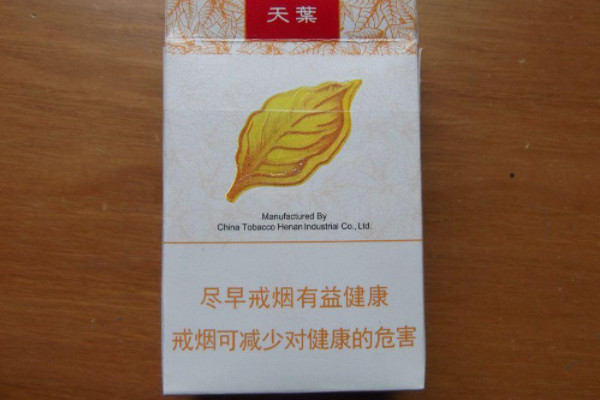 天葉
Manufactured By
China Tobacco Henan Industrial Co., Ltd.
尽早戒烟有益健康
戒烟可减少对健康的危害